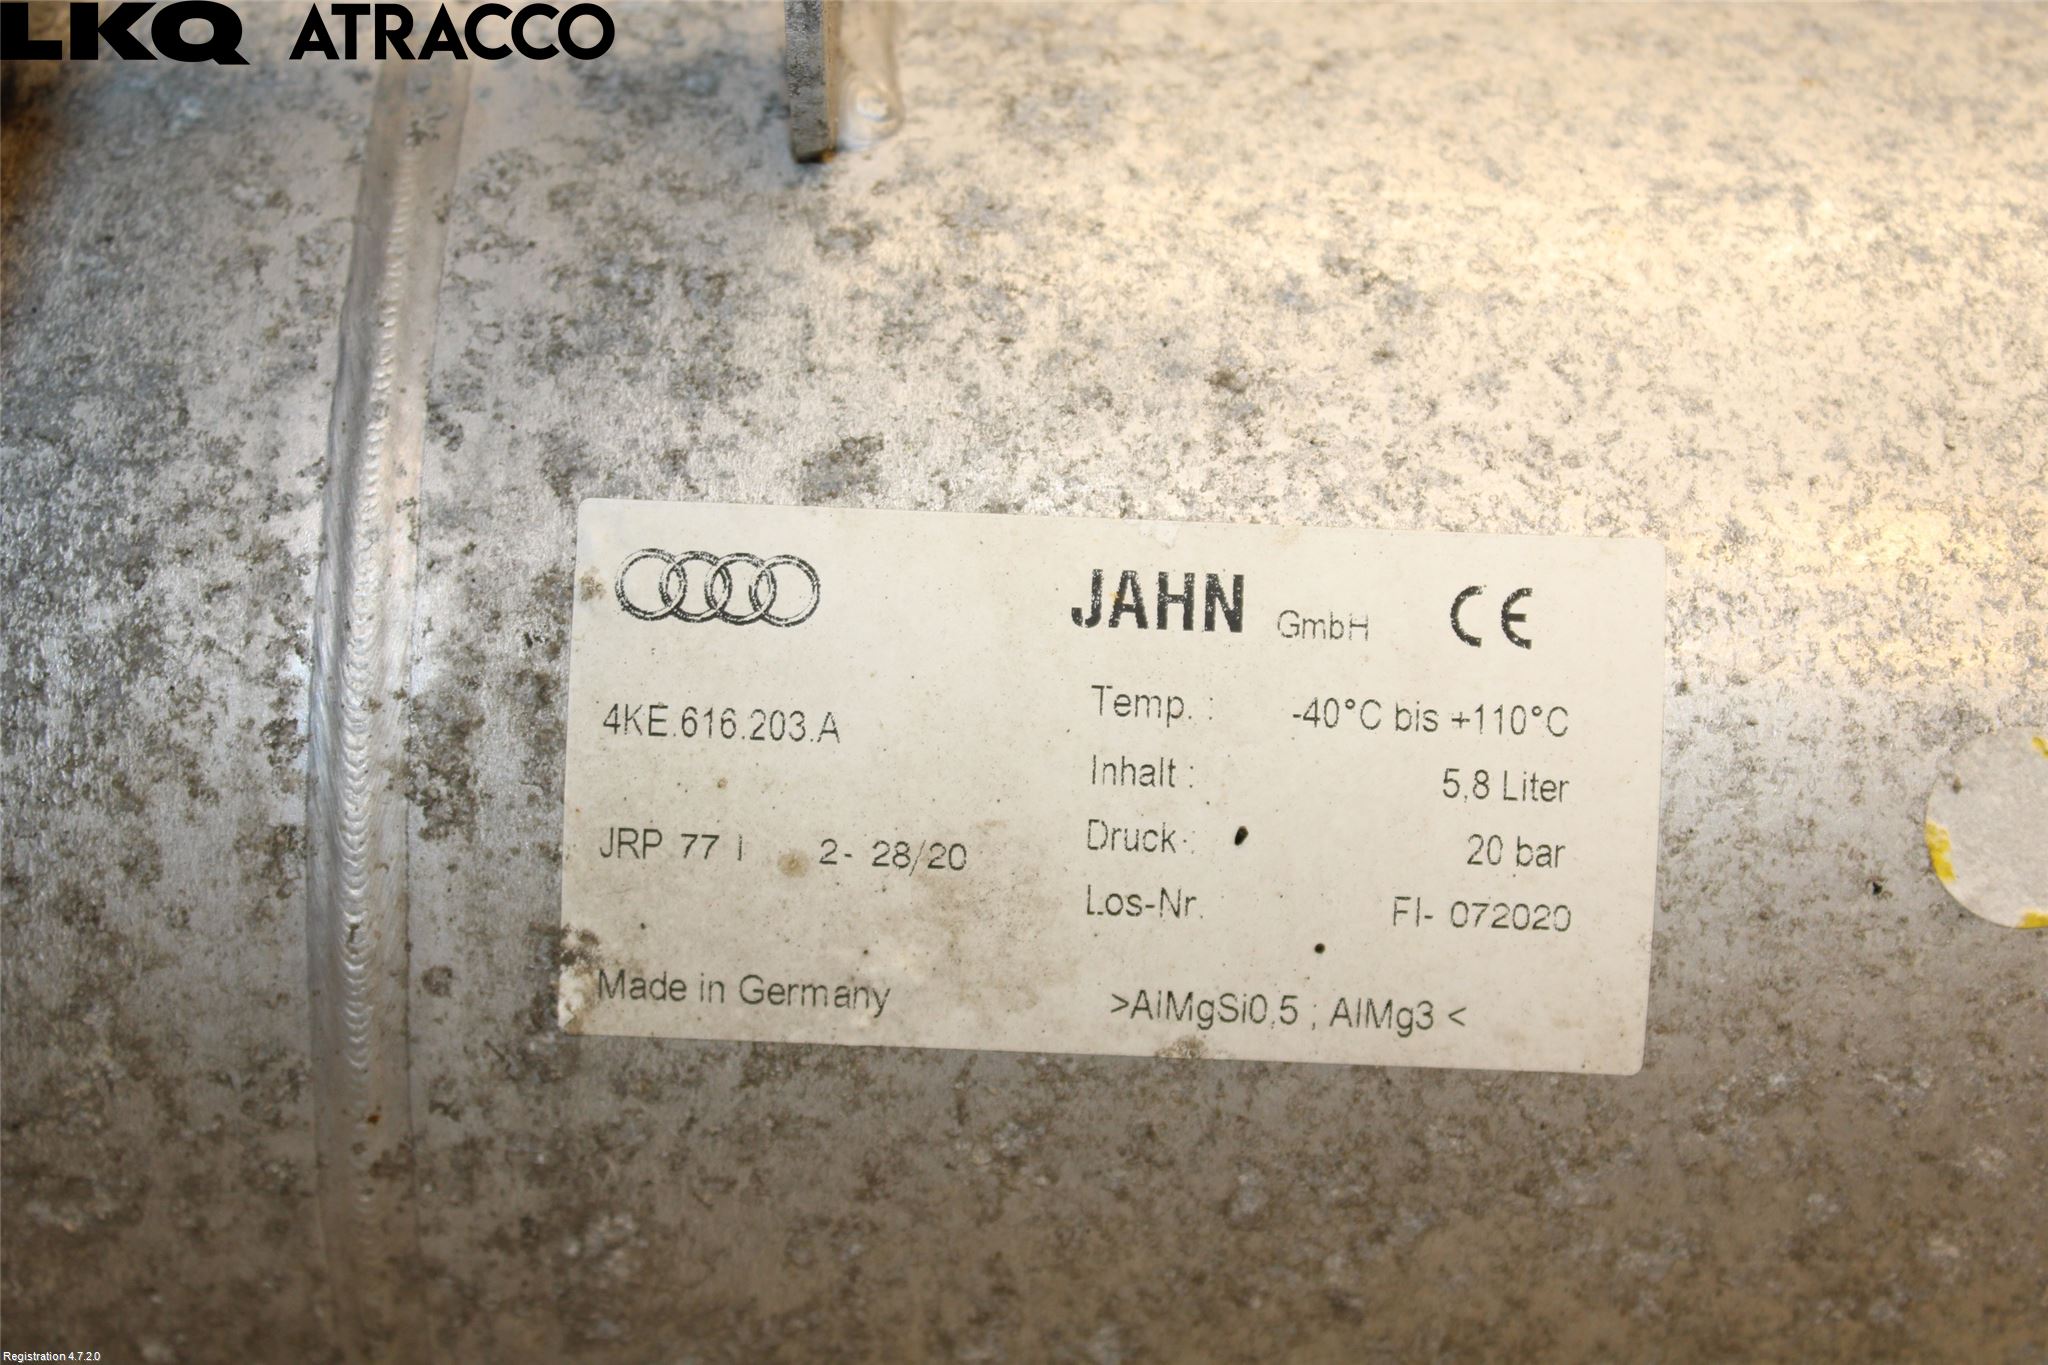 LKQ ATRACCO
JAHN GmbH CE
4KE.616.203.A
Temp. : -40°C bis +110°C
Inhalt : 5,8 Liter
JRP 77 I 2- 28/20
Druck : 20 bar
Los-Nr. FI- 072020
Made in Germany
>AlMgSi0,5 ; AlMg3 <
Registration 4.7.2.0